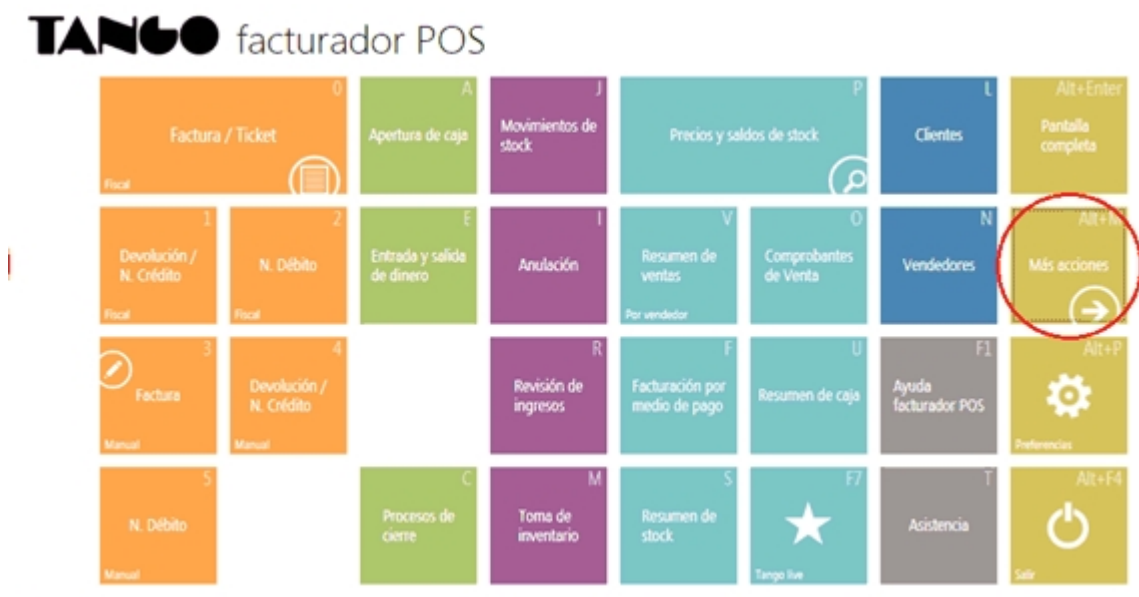 TANGO facturador POS
0
Factura / Ticket
Fiscal
A
Apertura de caja
J
Movimientos de
stock
P
Precios y saldos de stock
L
Clientes
Alt+Enter
Pantalla
completa
1
Devolución /
N. Crédito
Fiscal
2
N. Débito
Fiscal
E
Entrada y salida
de dinero
I
Anulación
V
Resumen de
ventas
Por vendedor
O
Comprobantes
de Venta
N
Vendedores
Alt+M
Más acciones
3
Factura
Manual
4
Devolución /
N. Crédito
Manual
R
Revisión de
ingresos
F
Facturación por
medio de pago
U
Resumen de caja
F1
Ayuda
facturador POS
Alt+P
Preferencias
5
N. Débito
Manual
C
Procesos de
cierre
M
Toma de
inventario
S
Resumen de
stock
F7
Tango live
T
Asistencia
Alt+F4
Salir